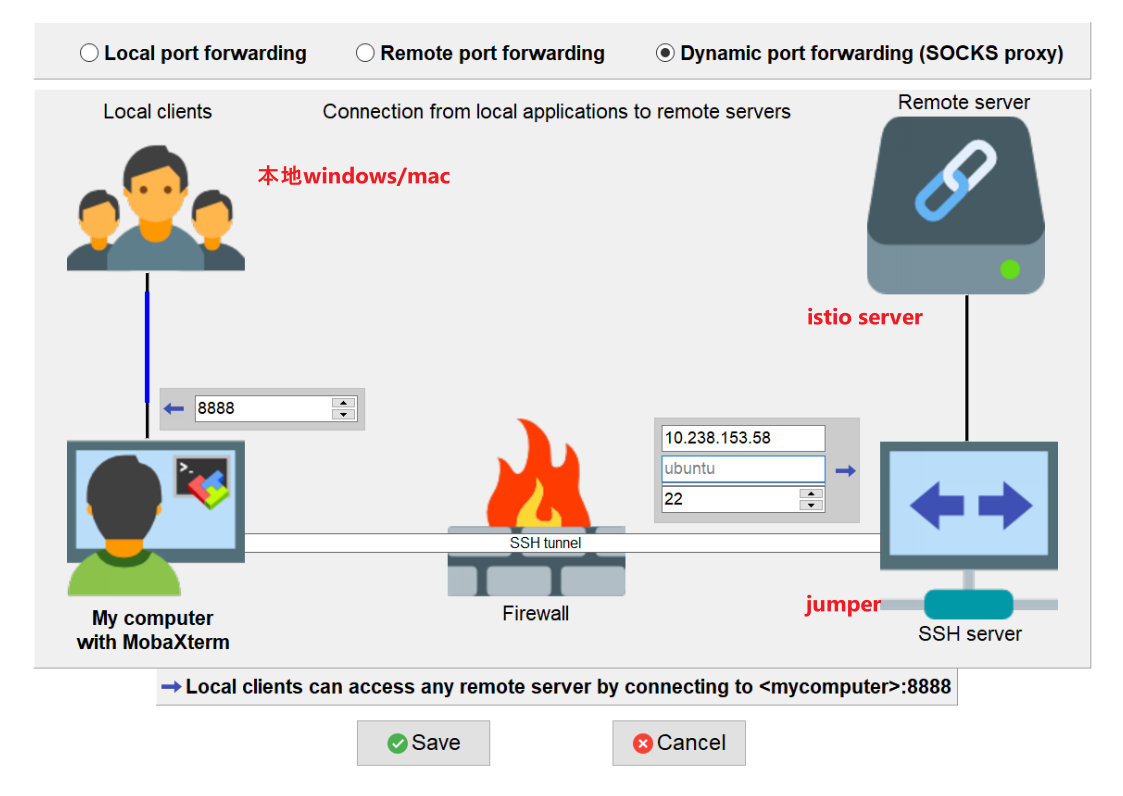 Local port forwarding
Remote port forwarding
Dynamic port forwarding (SOCKS proxy)
Local clients
Connection from local applications to remote servers
Remote server
本地windows/mac
istio server
8888
10.238.153.58
ubuntu
22
>_
SSH tunnel
Firewall
My computer
with MobaXterm
jumper
SSH server
Local clients can access any remote server by connecting to <mycomputer>:8888
Save
Cancel